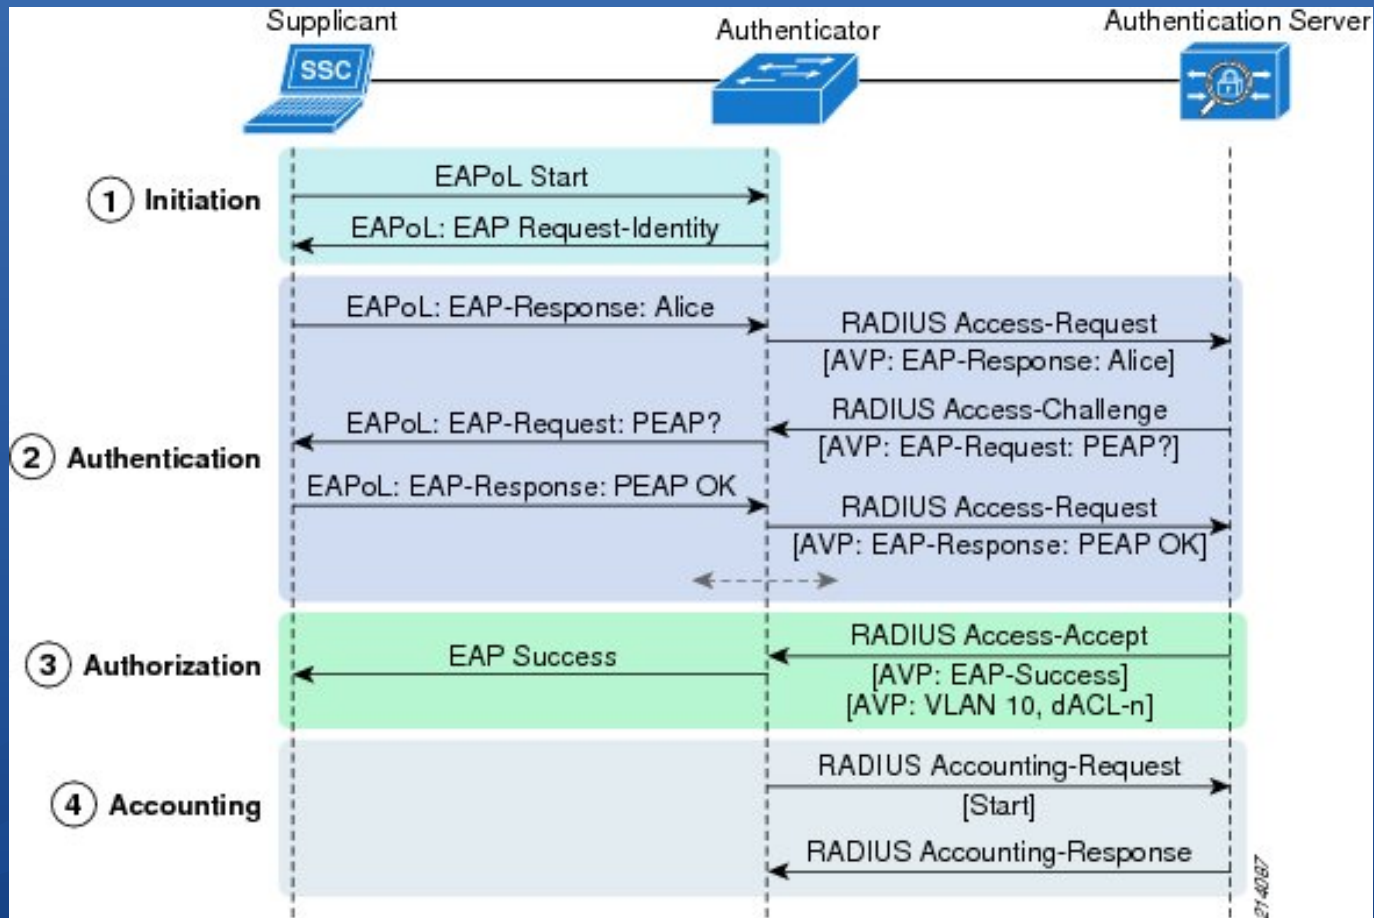 Supplicant
Authenticator
Authentication Server
SSC
1 Initiation
EAPoL Start
EAPoL: EAP Request-Identity
2 Authentication
EAPoL: EAP-Response: Alice
RADIUS Access-Request
[AVP: EAP-Response: Alice]
RADIUS Access-Challenge
EAPoL: EAP-Request: PEAP?
[AVP: EAP-Request: PEAP?]
EAPoL: EAP-Response: PEAP OK
RADIUS Access-Request
[AVP: EAP-Response: PEAP OK]
3 Authorization
RADIUS Access-Accept
EAP Success
[AVP: EAP-Success]
[AVP: VLAN 10, dACL-n]
4 Accounting
RADIUS Accounting-Request
[Start]
RADIUS Accounting-Response
214087